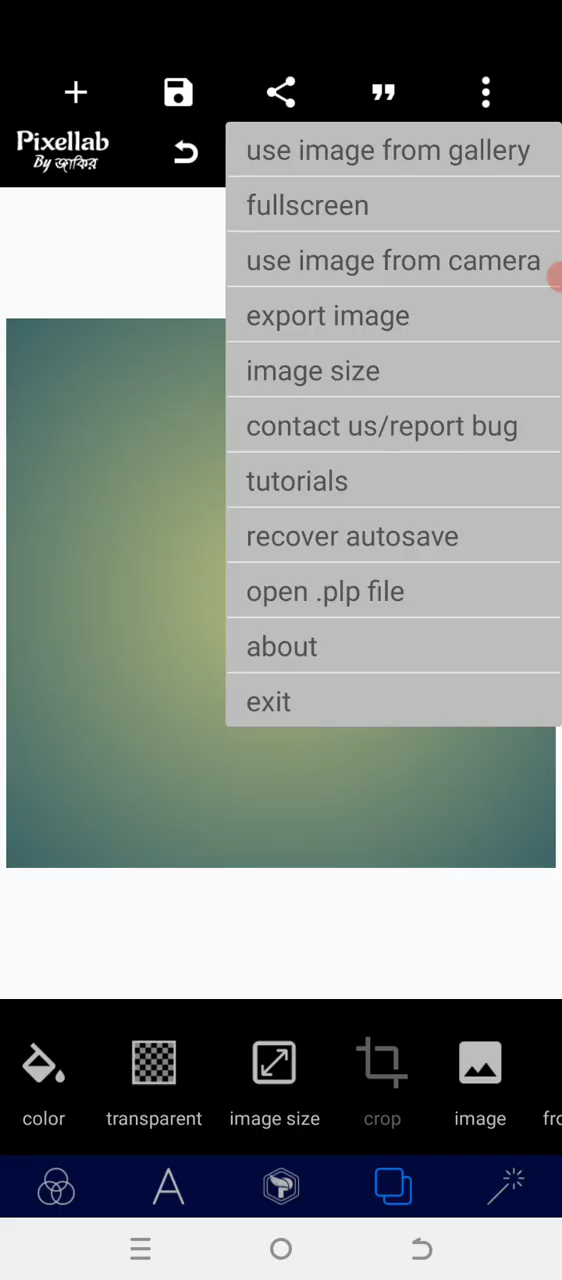 Pixellab
By জাকির
use image from gallery
fullscreen
use image from camera
export image
image size
contact us/report bug
tutorials
recover autosave
open .plp file
about
exit
color
transparent
image size
crop
image
fro